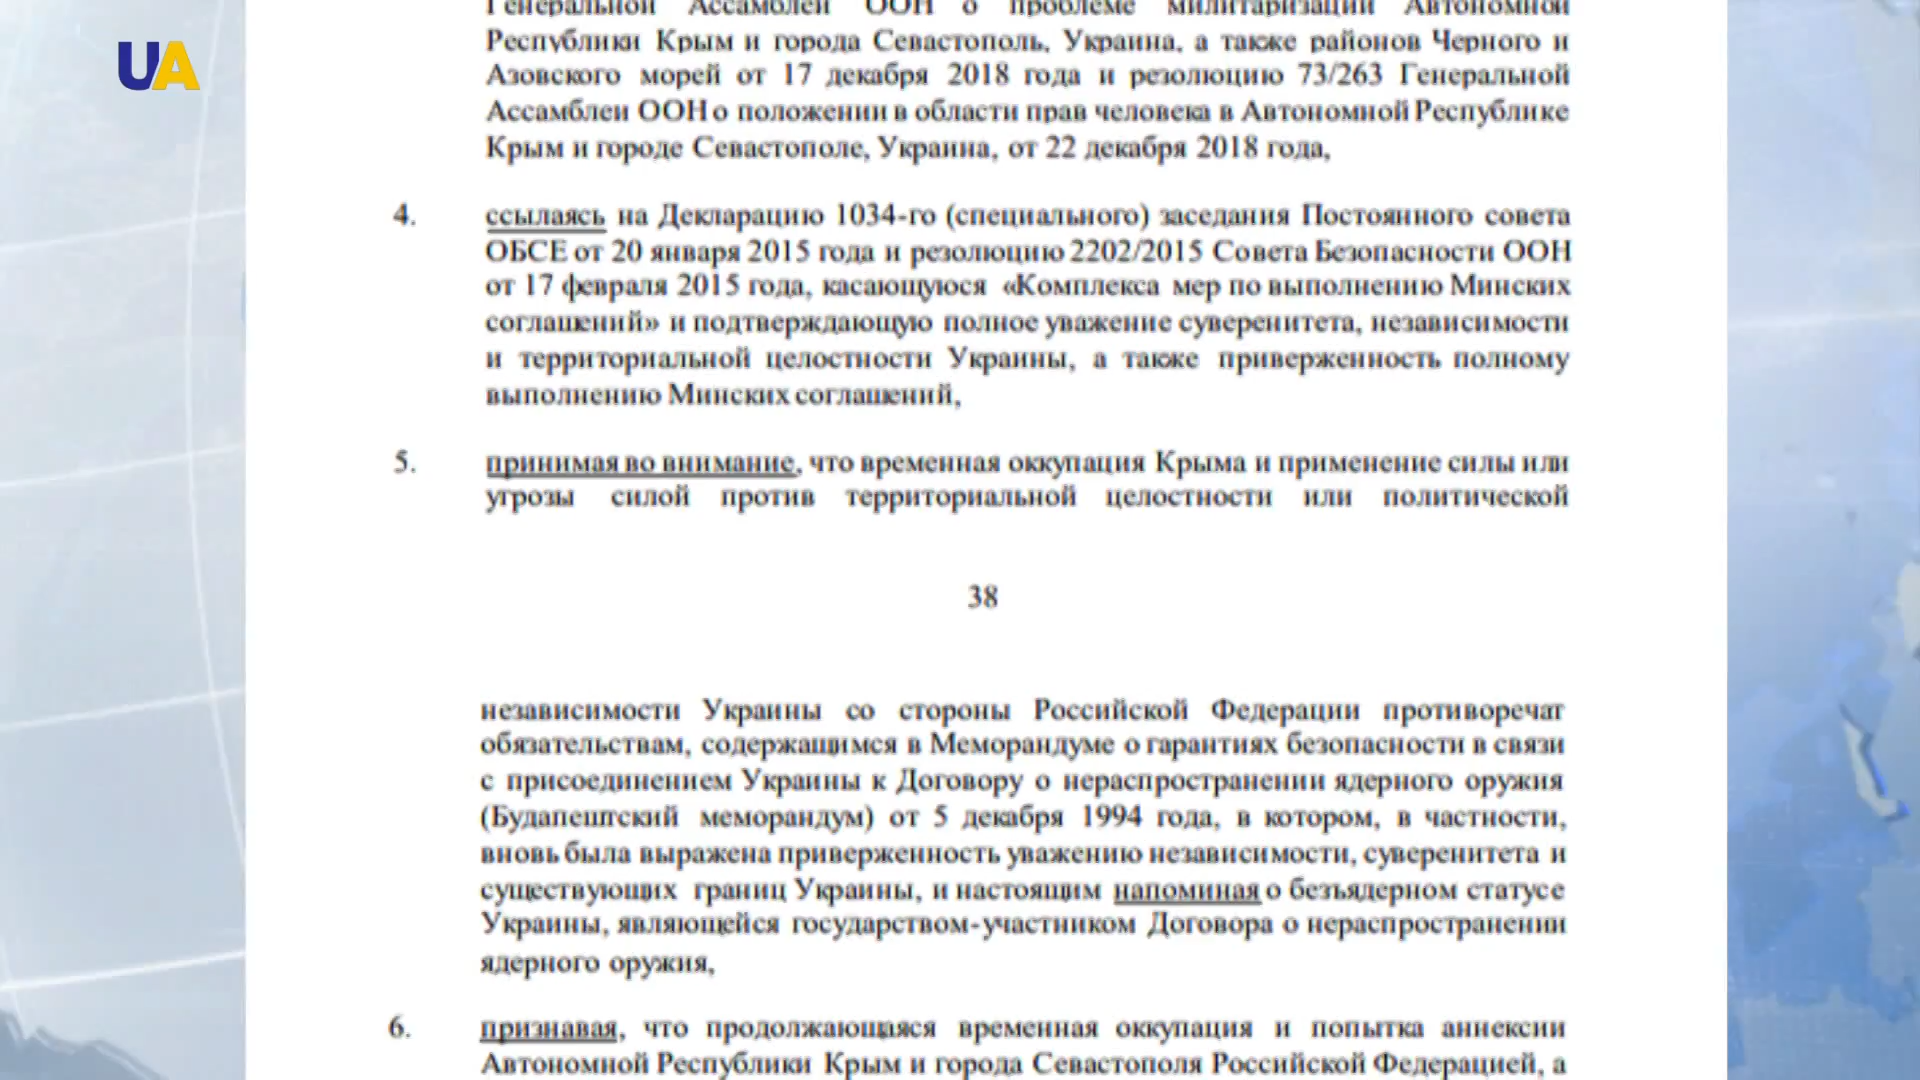 UA
Генеральной Ассамблеи ООН о проблеме милитаризации Автономной
Республики Крым и города Севастополь, Украина, а также районов Черного и
Азовского морей от 17 декабря 2018 года и резолюцию 73/263 Генеральной
Ассамблеи ООН о положении в области прав человека в Автономной Республике
Крым и городе Севастополе, Украина, от 22 декабря 2018 года,
4. ссылаясь на Декларацию 1034-го (специального) заседания Постоянного совета
ОБСЕ от 20 января 2015 года и резолюцию 2202/2015 Совета Безопасности ООН
от 17 февраля 2015 года, касающуюся «Комплекса мер по выполнению Минских
соглашений» и подтверждающую полное уважение суверенитета, независимости
и территориальной целостности Украины, а также приверженность полному
выполнению Минских соглашений,
5. принимая во внимание, что временная оккупация Крыма и применение силы или
угрозы силой против территориальной целостности или политической
38
независимости Украины со стороны Российской Федерации противоречат
обязательствам, содержащимся в Меморандуме о гарантиях безопасности в связи
с присоединением Украины к Договору о нераспространении ядерного оружия
(Будапештский меморандум) от 5 декабря 1994 года, в котором, в частности,
вновь была выражена приверженность уважению независимости, суверенитета и
существующих границ Украины, и настоящим напоминая о безъядерном статусе
Украины, являющейся государством-участником Договора о нераспространении
ядерного оружия,
6. признавая, что продолжающаяся временная оккупация и попытка аннексии
Автономной Республики Крым и города Севастополя Российской Федерацией, а